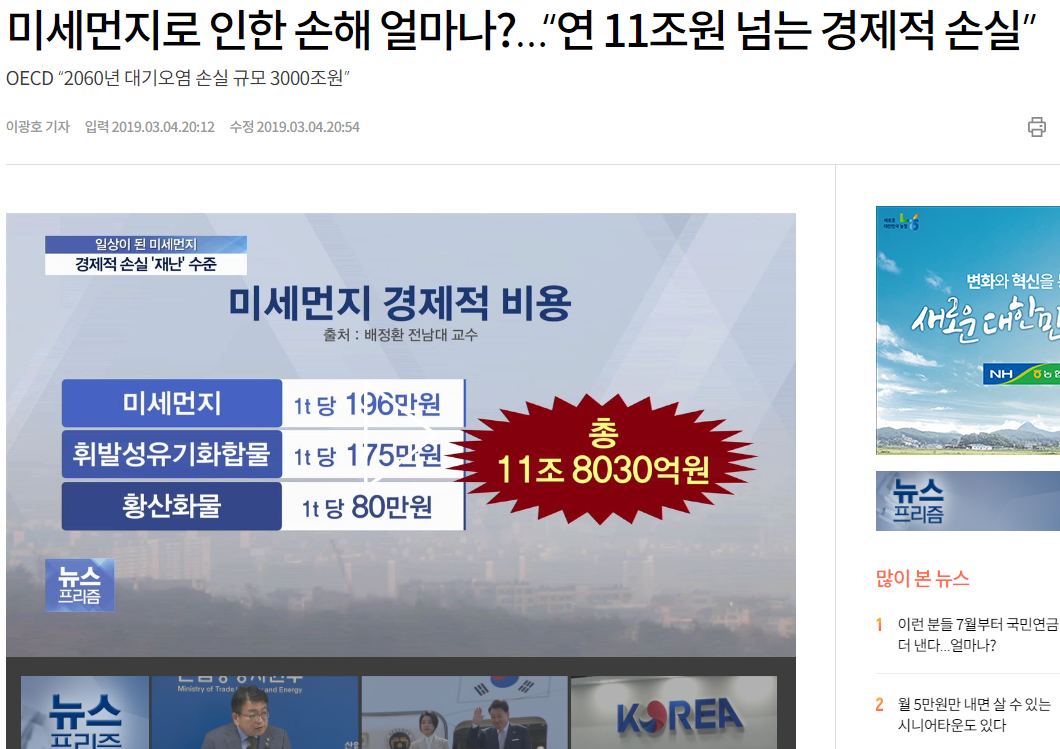 미세먼지로 인한 손해 얼마나?…“연 11조원 넘는 경제적 손실”
OECD “2060년 대기오염 손실 규모 3000조원”
이광호 기자 입력 2019.03.04.20:12 수정 2019.03.04.20:54
일상이 된 미세먼지
경제적 손실 '재난' 수준
미세먼지 경제적 비용
출처 : 배정환 전남대 교수
미세먼지 1t 당 196만원
휘발성유기화합물 1t 당 175만원
황산화물 1t 당 80만원
총
11조 8030억원
뉴스
프리즘
뉴스
프리즘
Ministry of Trade and Energy
KOREA
변화와 혁신을
새로운 대한민
NH 농협
뉴스
프리즘
많이 본 뉴스
1 이런 분들 7월부터 국민연금
더 낸다…얼마나?
2 월 5만원만 내면 살 수 있는
시니어타운도 있다